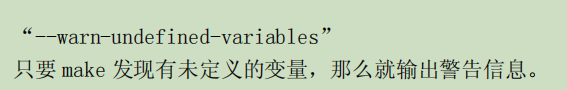 “--warn-undefined-variables”
只要 make 发现有未定义的变量，那么就输出警告信息。